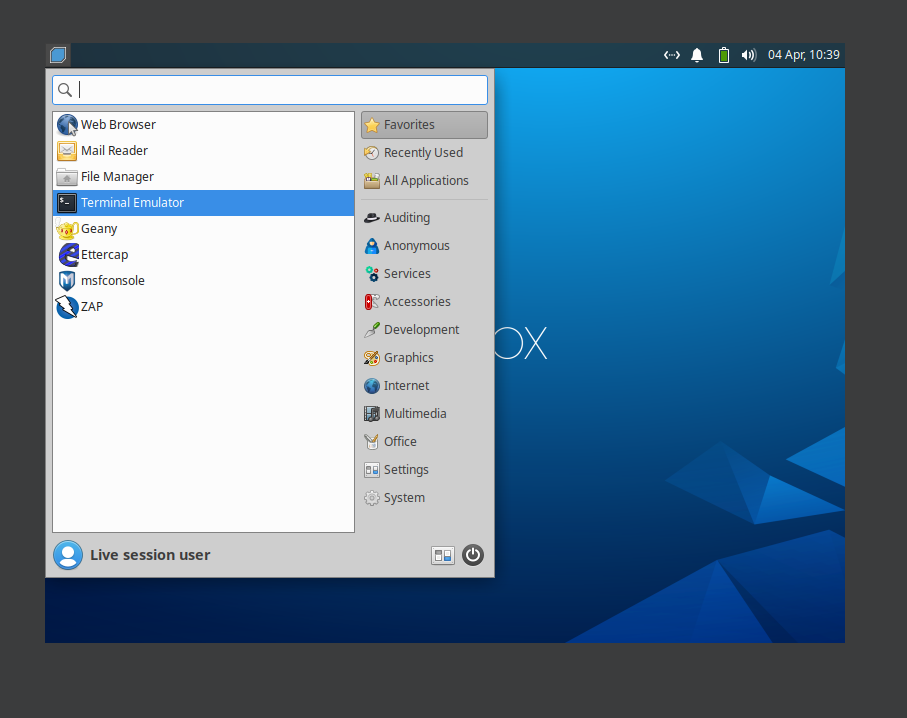 04 Apr, 10:39
Web Browser
Mail Reader
File Manager
Terminal Emulator
Geany
Ettercap
msfconsole
ZAP
Favorites
Recently Used
All Applications
Auditing
Anonymous
Services
Accessories
Development
Graphics
Internet
Multimedia
Office
Settings
System
OX
Live session user